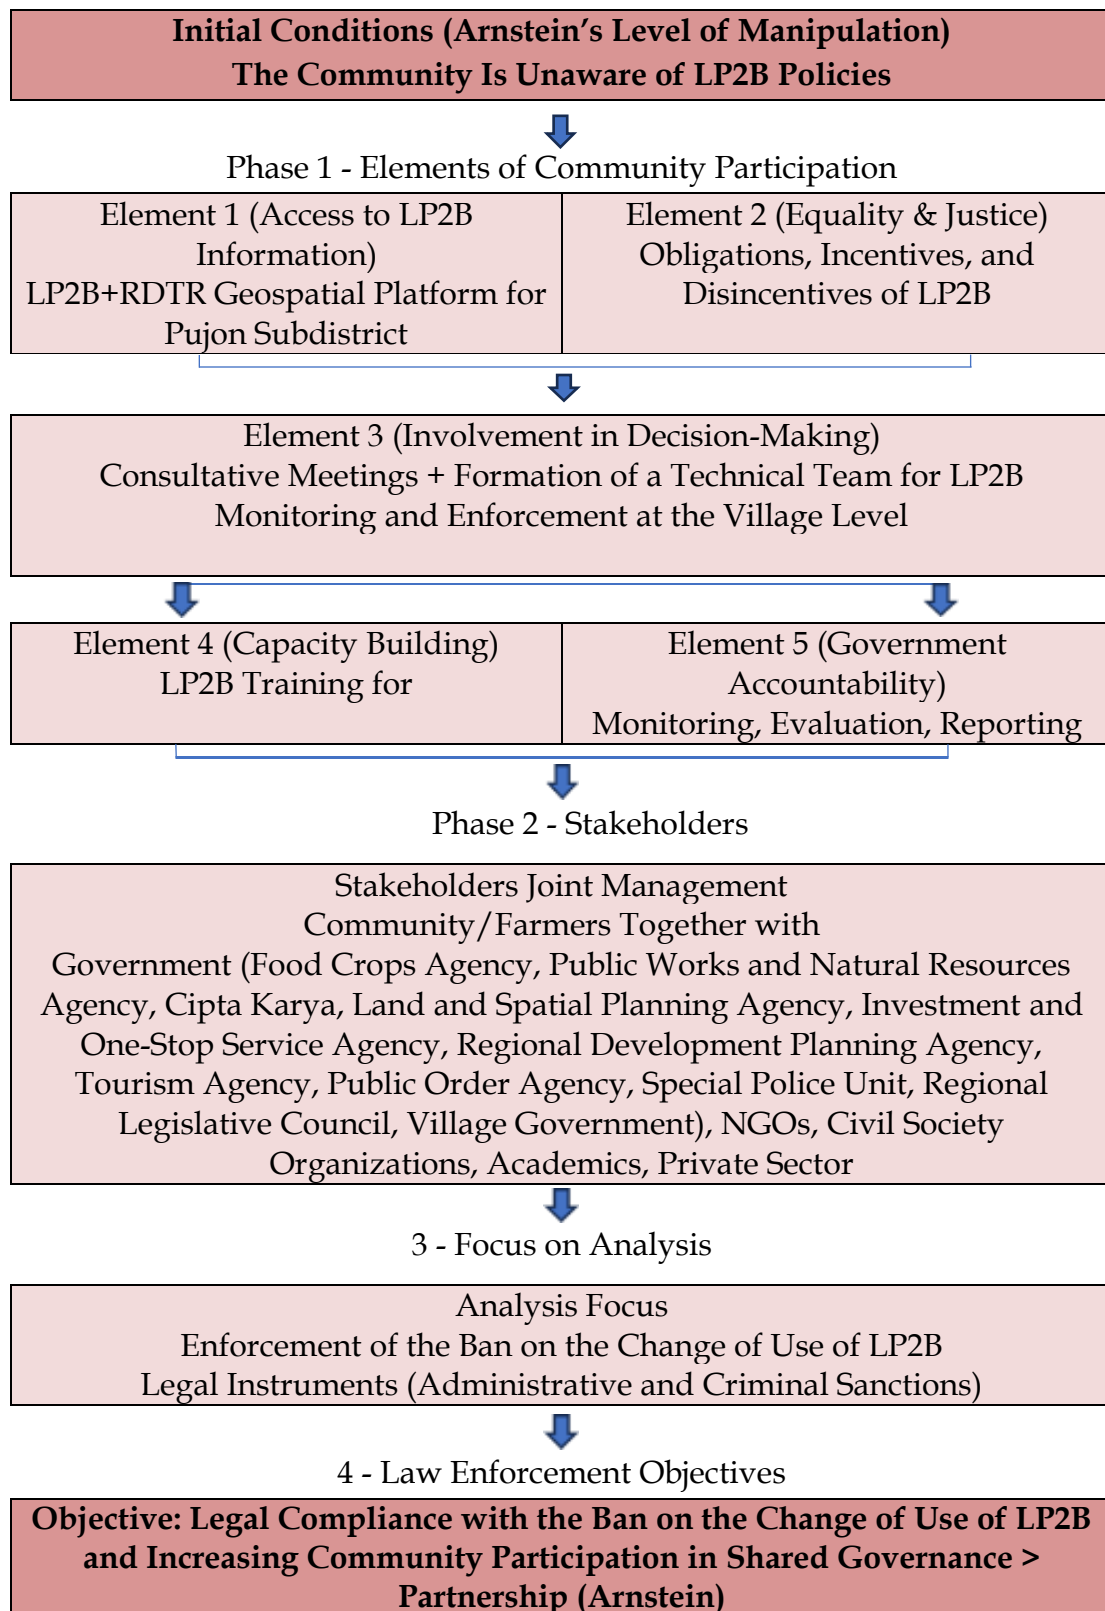 Initial Conditions (Arnstein's Level of Manipulation)
The Community Is Unaware of LP2B Policies
Phase 1 - Elements of Community Participation
Element 1 (Access to LP2B
Information)
LP2B+RDTR Geospatial Platform for
Pujon Subdistrict
Element 2 (Equality & Justice)
Obligations, Incentives, and
Disincentives of LP2B
Element 3 (Involvement in Decision-Making)
Consultative Meetings + Formation of a Technical Team for LP2B
Monitoring and Enforcement at the Village Level
Element 4 (Capacity Building)
LP2B Training for
Element 5 (Government
Accountability)
Monitoring, Evaluation, Reporting
Phase 2 - Stakeholders
Stakeholders Joint Management
Community/Farmers Together with
Government (Food Crops Agency, Public Works and Natural Resources
Agency, Cipta Karya, Land and Spatial Planning Agency, Investment and
One-Stop Service Agency, Regional Development Planning Agency,
Tourism Agency, Public Order Agency, Special Police Unit, Regional
Legislative Council, Village Government), NGOs, Civil Society
Organizations, Academics, Private Sector
3 - Focus on Analysis
Analysis Focus
Enforcement of the Ban on the Change of Use of LP2B
Legal Instruments (Administrative and Criminal Sanctions)
4 - Law Enforcement Objectives
Objective: Legal Compliance with the Ban on the Change of Use of LP2B
and Increasing Community Participation in Shared Governance >
Partnership (Arnstein)